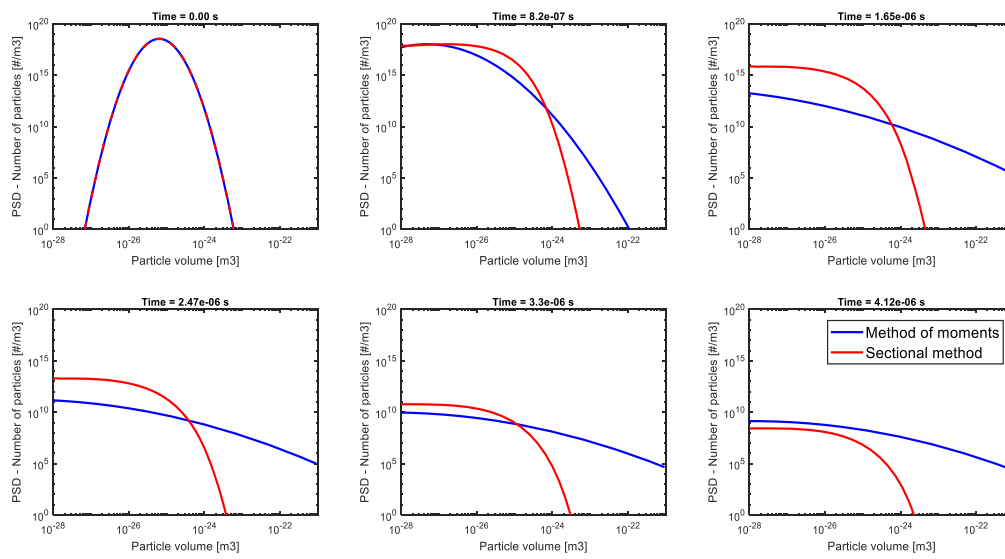 Time = 0.00 s
PSD - Number of particles [#/m3]
10^20
10^15
10^10
10^5
10^0
10^-28
10^-26
10^-24
10^-22
Particle volume [m3]
Time = 8.2e-07 s
PSD - Number of particles [#/m3]
10^20
10^15
10^10
10^5
10^0
10^-28
10^-26
10^-24
10^-22
Particle volume [m3]
Time = 1.65e-06 s
PSD - Number of particles [#/m3]
10^20
10^15
10^10
10^5
10^0
10^-28
10^-26
10^-24
10^-22
Particle volume [m3]
Time = 2.47e-06 s
PSD - Number of particles [#/m3]
10^20
10^15
10^10
10^5
10^0
10^-28
10^-26
10^-24
10^-22
Particle volume [m3]
Time = 3.3e-06 s
PSD - Number of particles [#/m3]
10^20
10^15
10^10
10^5
10^0
10^-28
10^-26
10^-24
10^-22
Particle volume [m3]
Time = 4.12e-06 s
PSD - Number of particles [#/m3]
10^20
10^15
10^10
10^5
10^0
Method of moments
Sectional method
10^-28
10^-26
10^-24
10^-22
Particle volume [m3]